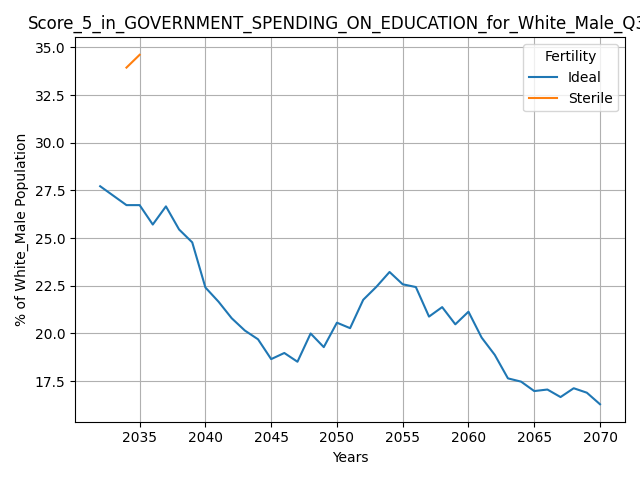 Score_5_in_GOVERNMENT_SPENDING_ON_EDUCATION_for_White_Male_Q3
Fertility
Ideal
Sterile
% of White_Male Population
35.0
32.5
30.0
27.5
25.0
22.5
20.0
17.5
2035 2040 2045 2050 2055 2060 2065 2070
Years